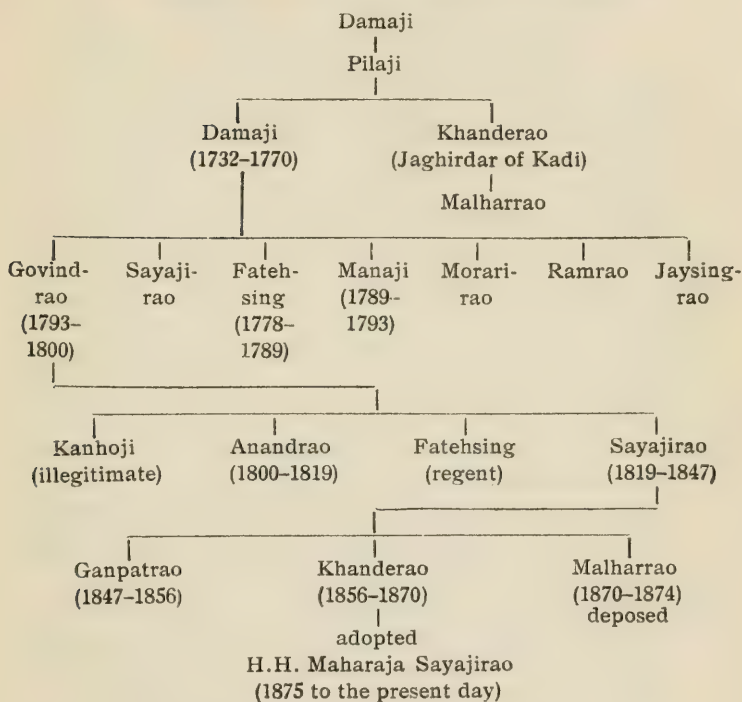 Damaji
Pilaji
Damaji Khanderao
(1732–1770) (Jaghirdar of Kadi)
Malharrao
Govind- Sayaji- Fateh- Manaji Morari- Ramrao Jaysing-
rao rao sing (1789– rao rao
(1793– (1778– 1793)
1800) 1789)
Kanhoji Anandrao Fatehsing Sayajirao
(illegitimate) (1800–1819) (regent) (1819–1847)
Ganpatrao Khanderao Malharrao
(1847–1856) (1856–1870) (1870–1874)
deposed
adopted
H.H. Maharaja Sayajirao
(1875 to the present day)